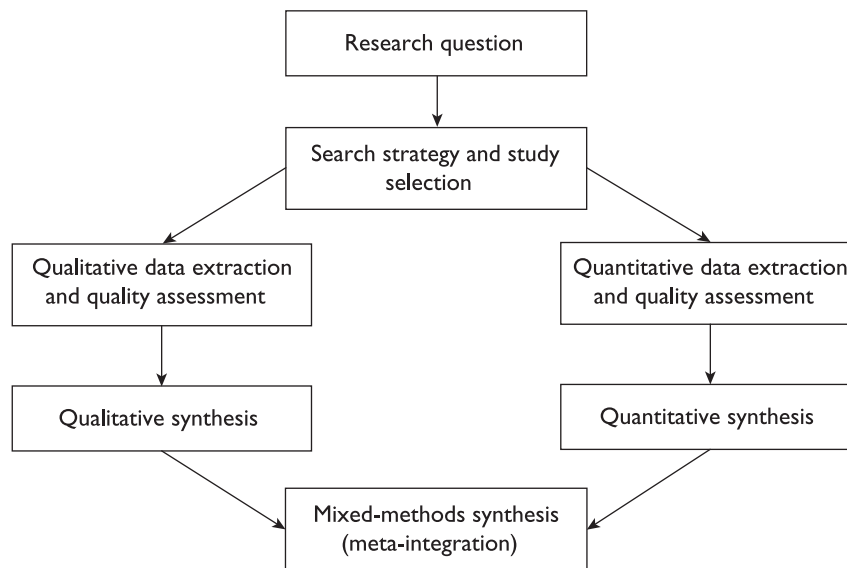 Research question
Search strategy and study
selection
Qualitative data extraction
and quality assessment
Quantitative data extraction
and quality assessment
Qualitative synthesis
Quantitative synthesis
Mixed-methods synthesis
(meta-integration)